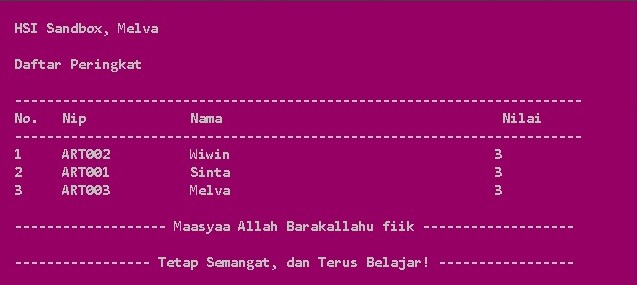 HSI Sandbox, Melva
Daftar Peringkat
-----------------------------------------------------------------------
No. Nip Nama Nilai
-----------------------------------------------------------------------
1 ART002 Wiwin 3
2 ART001 Sinta 3
3 ART003 Melva 3
------------------- Maasyaa Allah Barakallahu fiik -------------------
----------------- Tetap Semangat, dan Terus Belajar! -----------------